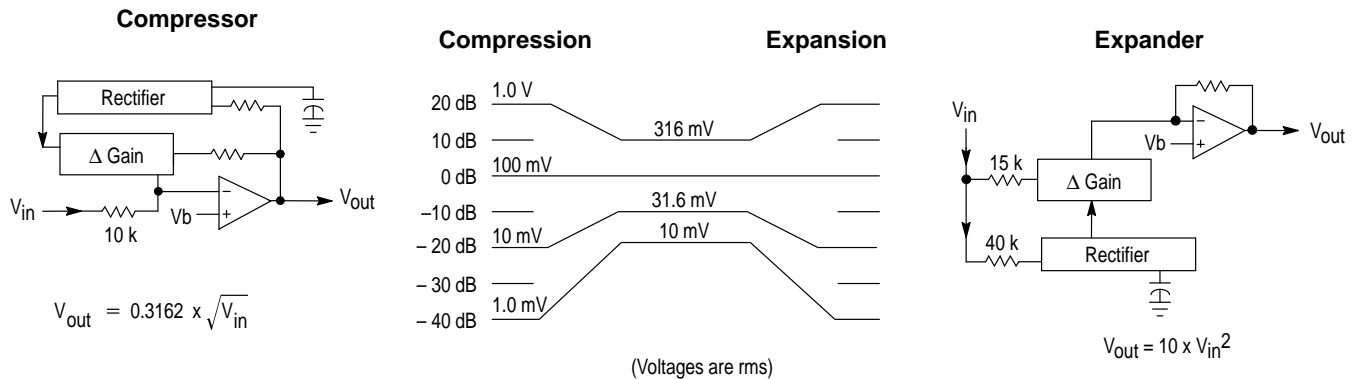 Compressor
Rectifier
Δ Gain
Vin
10 k
Vb
−
+
Vout
Vout = 0.3162 x √Vin
Compression Expansion
20 dB 1.0 V
10 dB 316 mV
0 dB 100 mV
–10 dB 31.6 mV
– 20 dB 10 mV 10 mV
– 30 dB
– 40 dB 1.0 mV
(Voltages are rms)
Expander
Vin
Vb
−
+
Vout
15 k
Δ Gain
40 k
Rectifier
Vout = 10 x Vin2